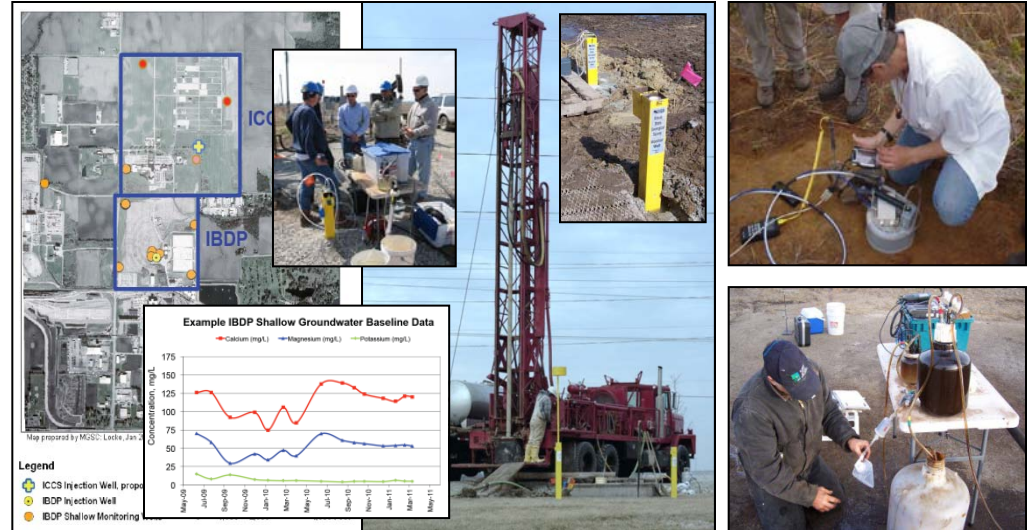 ICC
IBDP
Map prepared by MGSC: Locke, Jan 20
Legend
ICCS Injection Well, propo
IBDP Injection Well
IBDP Shallow Monitoring
Example IBDP Shallow Groundwater Baseline Data
Calcium (mg/L) Magnesium (mg/L) Potassium (mg/L)
Concentration, mg/L
175
150
125
100
75
50
25
0
May-09
Jul-09
Sep-09
Nov-09
Jan-10
Mar-10
May-10
Jul-10
Sep-10
Nov-10
Jan-11
Mar-11
May-11